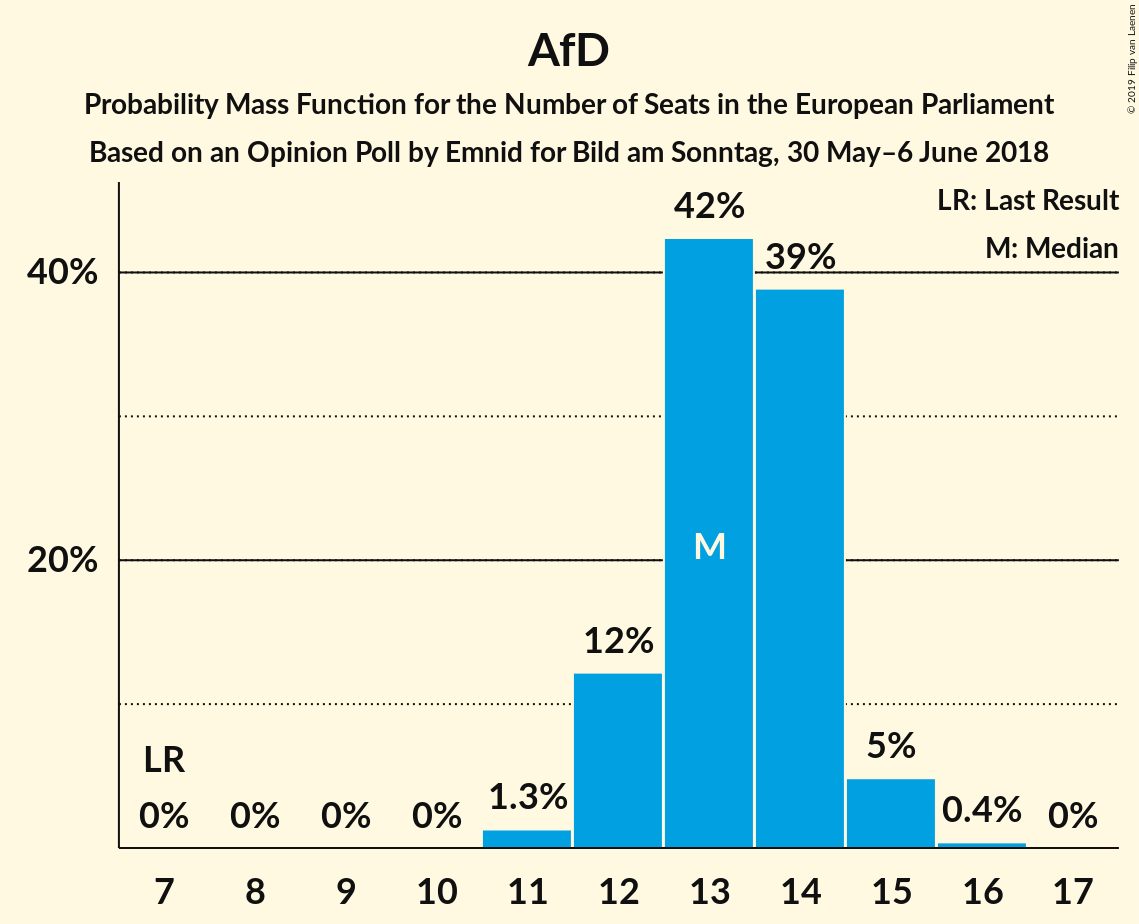 AfD
Probability Mass Function for the Number of Seats in the European Parliament
Based on an Opinion Poll by Emnid for Bild am Sonntag, 30 May–6 June 2018
© 2019 Filip van Laenen
LR: Last Result
M: Median
42%
39%
40%
M
20%
12%
LR
5%
1.3%
0.4%
0% 0% 0% 0% 0%
7 8 9 10 11 12 13 14 15 16 17